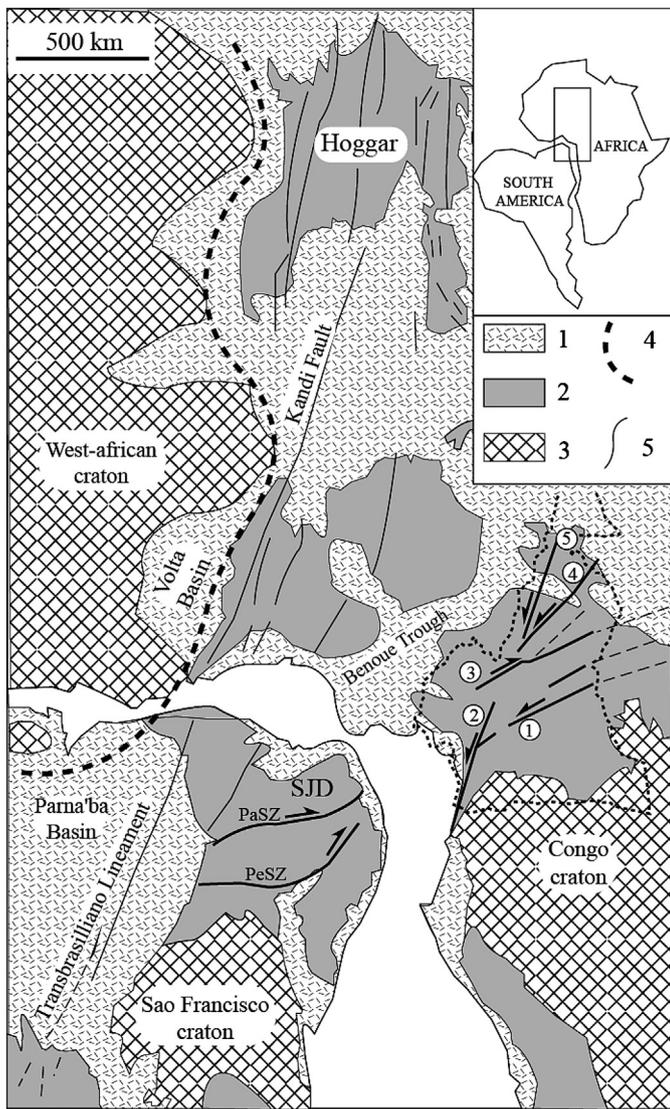 500 km
Hoggar
AFRICA
SOUTH
AMERICA
1
4
2
3
5
Kandi Fault
West-african
craton
Volta
Basin
Benoue Trough
5
4
3
2
1
SJD
PaSZ
PeSZ
Parna'ba
Basin
Transbrasilliano Lineament
Congo
craton
Sao Francisco
craton